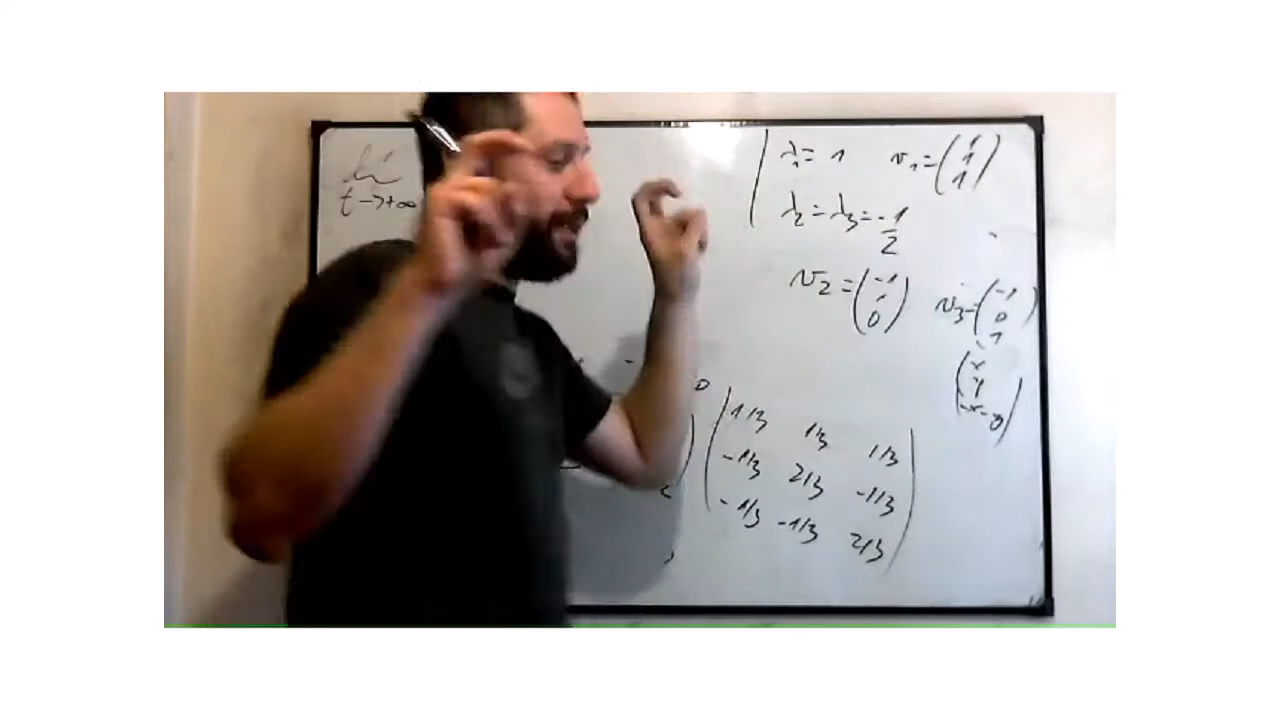 lim
t->+∞
λ₁= 1 v₁=(1 1 1)
λ₂=λ₃=-1/2
v₂=(-1 1 0) v₃=(-1 0 1)
(x y -x-y)
1/3 1/3 1/3
-1/3 2/3 -1/3
-1/3 -1/3 2/3